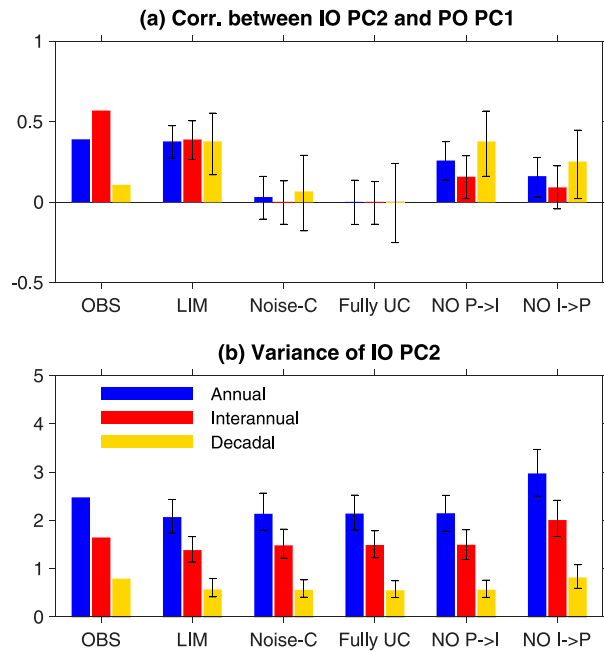 (a) Corr. between IO PC2 and PO PC1
1
0.5
0
-0.5
OBS LIM Noise-C Fully UC NO P->I NO I->P
(b) Variance of IO PC2
5
4
3
2
1
0
Annual
Interannual
Decadal
OBS LIM Noise-C Fully UC NO P->I NO I->P